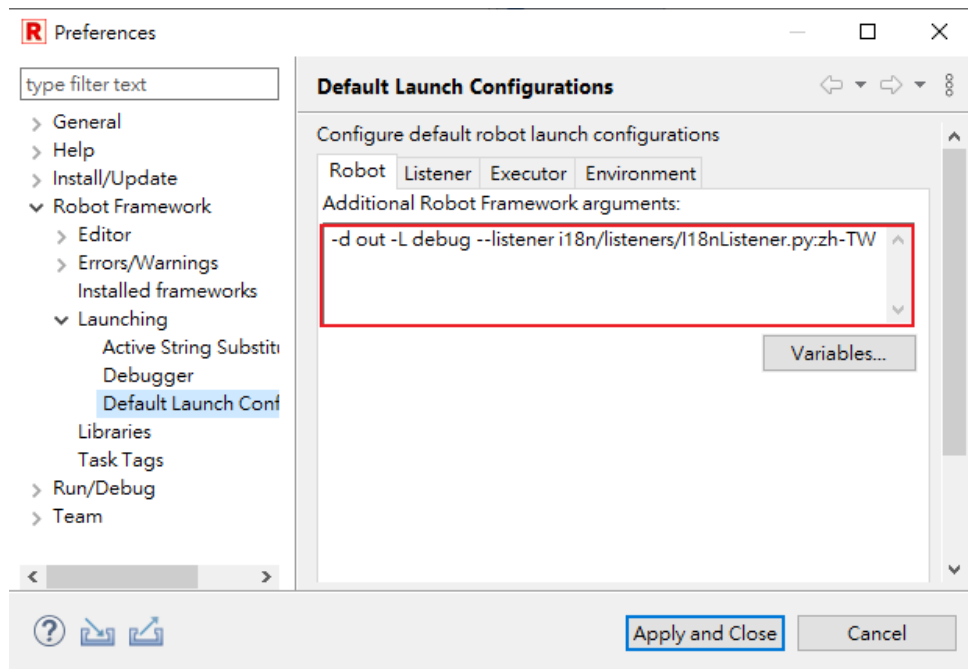 R Preferences
type filter text
General
Help
Install/Update
Robot Framework
Editor
Errors/Warnings
Installed frameworks
Launching
Active String Substitu
Debugger
Default Launch Conf
Libraries
Task Tags
Run/Debug
Team
Default Launch Configurations
Configure default robot launch configurations
Robot Listener Executor Environment
Additional Robot Framework arguments:
-d out -L debug --listener i18n/listeners/I18nListener.py:zh-TW
Variables...
?
Apply and Close Cancel